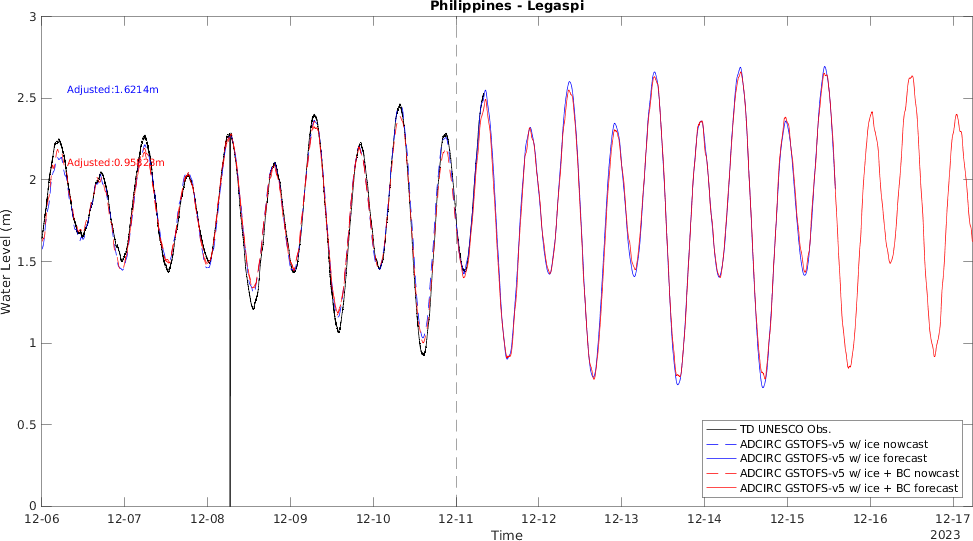 Philippines - Legaspi
3
2.5
2
1.5
1
0.5
0
Water Level (m)
Adjusted:1.6214m
Adjusted:0.95823m
TD UNESCO Obs.
ADCIRC GSTOFS-v5 w/ ice nowcast
ADCIRC GSTOFS-v5 w/ ice forecast
ADCIRC GSTOFS-v5 w/ ice + BC nowcast
ADCIRC GSTOFS-v5 w/ ice + BC forecast
12-06 12-07 12-08 12-09 12-10 12-11 12-12 12-13 12-14 12-15 12-16 12-17
Time
2023